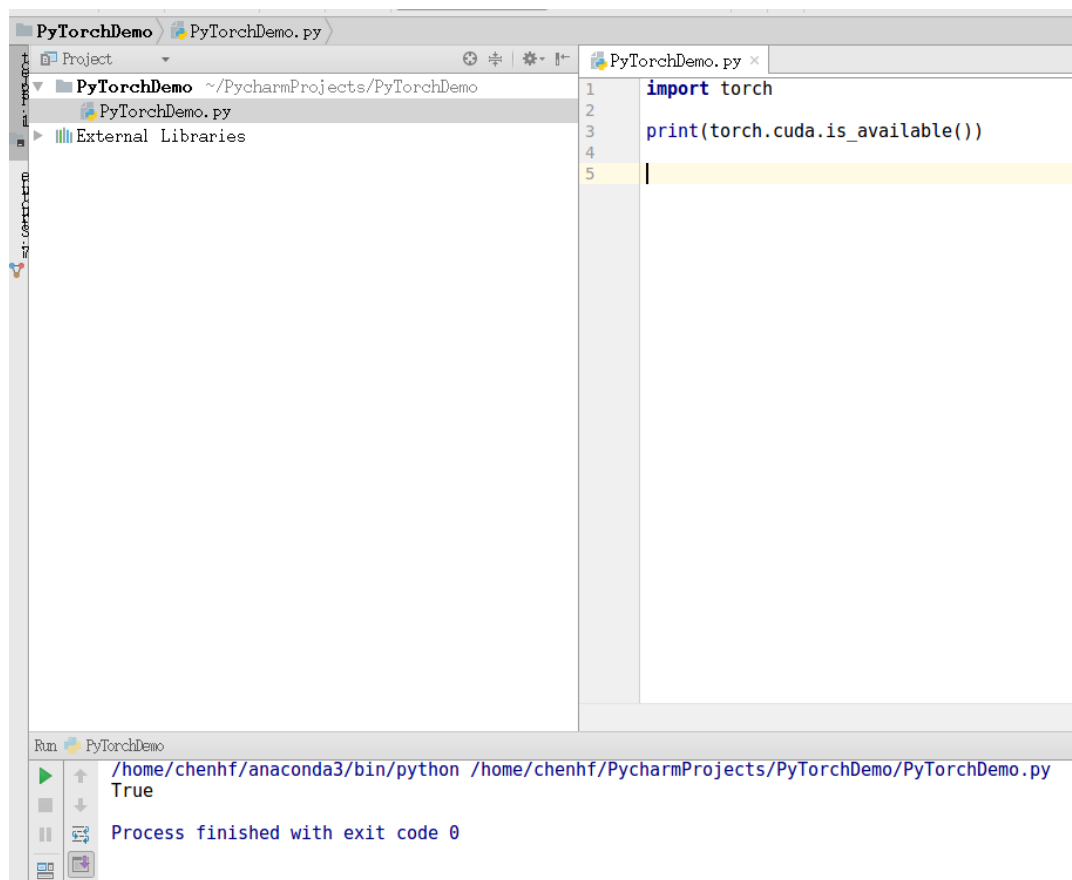 PyTorchDemo PyTorchDemo.py
Project
PyTorchDemo ~/PycharmProjects/PyTorchDemo
PyTorchDemo.py
External Libraries
PyTorchDemo.py
1 import torch
2
3 print(torch.cuda.is_available())
4
5
Run PyTorchDemo
/home/chenhf/anaconda3/bin/python /home/chenhf/PycharmProjects/PyTorchDemo/PyTorchDemo.py
True
Process finished with exit code 0